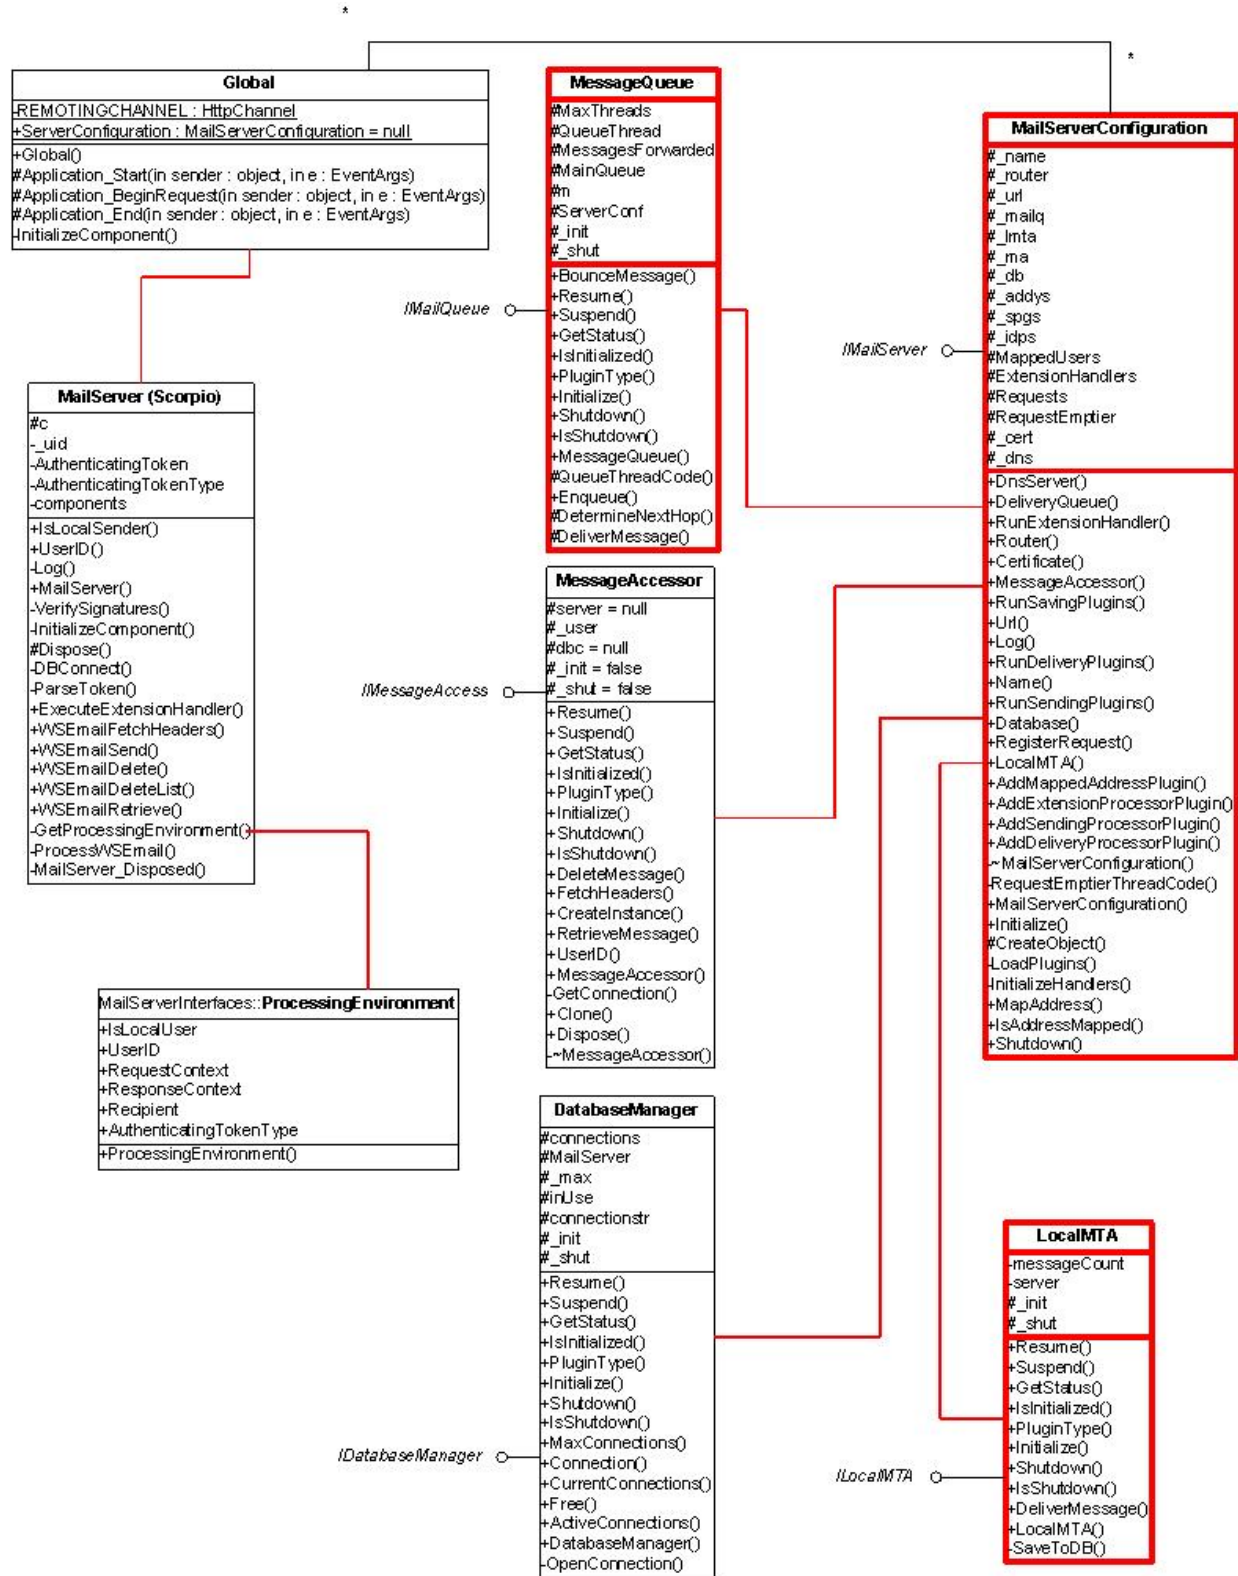 *
*
Global
-REMOTINGCHANNEL : HttpChannel
+ServerConfiguration : MailServerConfiguration = null
+Global()
#Application_Start(in sender : object, in e : EventArgs)
#Application_BeginRequest(in sender : object, in e : EventArgs)
#Application_End(in sender : object, in e : EventArgs)
-InitializeComponent()
MailServer (Scorpio)
#c
-_uid
-AuthenticatingToken
-AuthenticatingTokenType
-components
+IsLocalSender()
+UserID()
-Log()
+MailServer()
-VerifySignatures()
-InitializeComponent()
#Dispose()
-DBConnect()
-ParseToken()
+ExecuteExtensionHandler()
+WSEmailFetchHeaders()
+WSEmailSend()
+WSEmailDelete()
+WSEmailDeleteList()
+WSEmailRetrieve()
-GetProcessingEnvironment()
-ProcessWSEmail()
-MailServer_Disposed()
MailServerInterfaces::ProcessingEnvironment
+IsLocalUser
+UserID
+RequestContext
+ResponseContext
+Recipient
+AuthenticatingTokenType
+ProcessingEnvironment()
IMailQueue
MessageQueue
#MaxThreads
#QueueThread
#MessagesForwarded
#MainQueue
#m
#ServerConf
#_init
#_shut
+BounceMessage()
+Resume()
+Suspend()
+GetStatus()
+IsInitialized()
+PluginType()
+Initialize()
+Shutdown()
+IsShutdown()
+MessageQueue()
#QueueThreadCode()
+Enqueue()
#DetermineNextHop()
#DeliverMessage()
IMessageAccess
MessageAccessor
#server = null
#_user
#dbc = null
#_init = false
#_shut = false
+Resume()
+Suspend()
+GetStatus()
+IsInitialized()
+PluginType()
+Initialize()
+Shutdown()
+IsShutdown()
+DeleteMessage()
+FetchHeaders()
+CreateInstance()
+RetrieveMessage()
+UserID()
+MessageAccessor()
-GetConnection()
+Clone()
+Dispose()
-~MessageAccessor()
IDatabaseManager
DatabaseManager
#connections
#MailServer
#_max
#inUse
#connectionstr
#_init
#_shut
+Resume()
+Suspend()
+GetStatus()
+IsInitialized()
+PluginType()
+Initialize()
+Shutdown()
+IsShutdown()
+MaxConnections()
+Connection()
+CurrentConnections()
+Free()
+ActiveConnections()
+DatabaseManager()
-OpenConnection()
IMailServer
MailServerConfiguration
#_name
#_router
#_url
#_mailq
#_lmta
#_ma
#_db
#_addys
#_spgs
#_idps
#MappedUsers
#ExtensionHandlers
#Requests
#RequestEmptier
#_cert
#_dns
+DnsServer()
+DeliveryQueue()
+RunExtensionHandler()
+Router()
+Certificate()
+MessageAccessor()
+RunSavingPlugins()
+Url()
+Log()
+RunDeliveryPlugins()
+Name()
+RunSendingPlugins()
+Database()
+RegisterRequest()
+LocalMTA()
+AddMappedAddressPlugin()
+AddExtensionProcessorPlugin()
+AddSendingProcessorPlugin()
+AddDeliveryProcessorPlugin()
-~MailServerConfiguration()
-RequestEmptierThreadCode()
+MailServerConfiguration()
+Initialize()
#CreateObject()
-LoadPlugins()
-InitializeHandlers()
+MapAddress()
+IsAddressMapped()
+Shutdown()
ILocalMTA
LocalMTA
-messageCount
-server
#_init
#_shut
+Resume()
+Suspend()
+GetStatus()
+IsInitialized()
+PluginType()
+Initialize()
+Shutdown()
+IsShutdown()
+DeliverMessage()
+LocalMTA()
-SaveToDB()